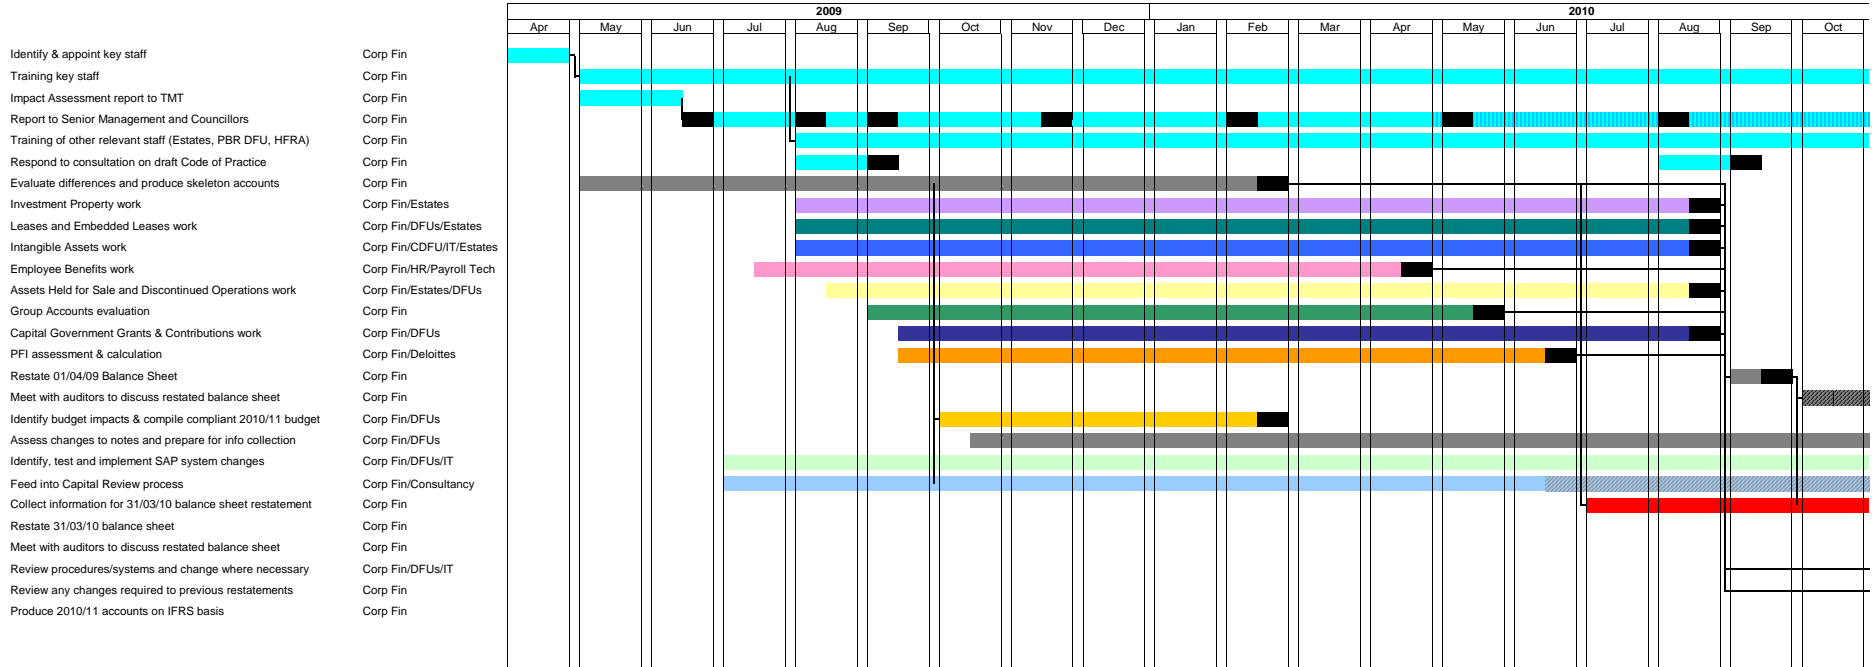 2009 2010
Apr May Jun Jul Aug Sep Oct Nov Dec Jan Feb Mar Apr May Jun Jul Aug Sep Oct
Identify & appoint key staff Corp Fin
Training key staff Corp Fin
Impact Assessment report to TMT Corp Fin
Report to Senior Management and Councillors Corp Fin
Training of other relevant staff (Estates, PBR DFU, HFRA) Corp Fin
Respond to consultation on draft Code of Practice Corp Fin
Evaluate differences and produce skeleton accounts Corp Fin
Investment Property work Corp Fin/Estates
Leases and Embedded Leases work Corp Fin/DFUs/Estates
Intangible Assets work Corp Fin/CDFU/IT/Estates
Employee Benefits work Corp Fin/HR/Payroll Tech
Assets Held for Sale and Discontinued Operations work Corp Fin/Estates/DFUs
Group Accounts evaluation Corp Fin
Capital Government Grants & Contributions work Corp Fin/DFUs
PFI assessment & calculation Corp Fin/Deloittes
Restate 01/04/09 Balance Sheet Corp Fin
Meet with auditors to discuss restated balance sheet Corp Fin
Identify budget impacts & compile compliant 2010/11 budget Corp Fin/DFUs
Assess changes to notes and prepare for info collection Corp Fin/DFUs
Identify, test and implement SAP system changes Corp Fin/DFUs/IT
Feed into Capital Review process Corp Fin/Consultancy
Collect information for 31/03/10 balance sheet restatement Corp Fin
Restate 31/03/10 balance sheet Corp Fin
Meet with auditors to discuss restated balance sheet Corp Fin
Review procedures/systems and change where necessary Corp Fin/DFUs/IT
Review any changes required to previous restatements Corp Fin
Produce 2010/11 accounts on IFRS basis Corp Fin